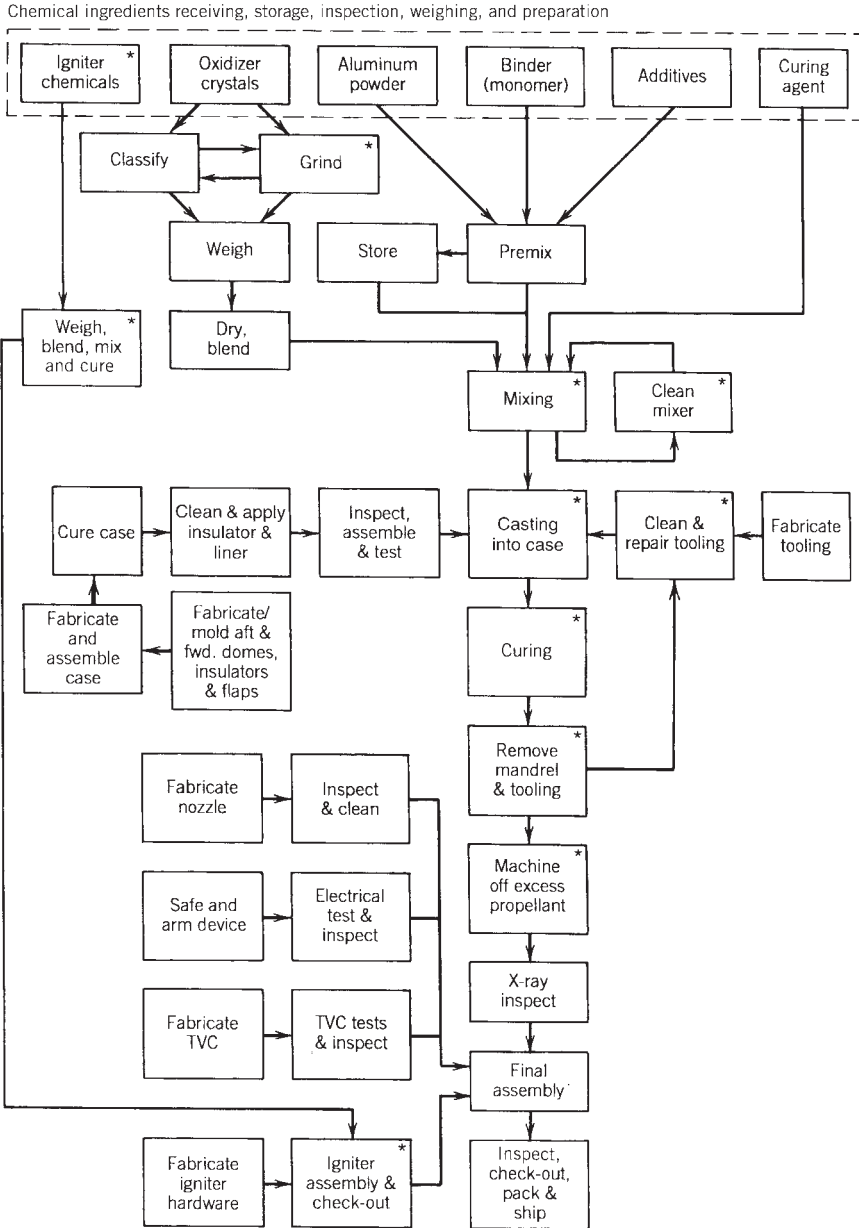 Chemical ingredients receiving, storage, inspection, weighing, and preparation
Igniter
chemicals
*
Oxidizer
crystals
Aluminum
powder
Binder
(monomer)
Additives
Curing
agent
Classify
Grind
*
Weigh
Store
Premix
Weigh,
blend, mix
and cure
*
Dry,
blend
Mixing
*
Clean
mixer
*
Cure case
Clean & apply
insulator &
liner
Inspect,
assemble
& test
Casting
into case
*
Clean &
repair tooling
*
Fabricate
tooling
Fabricate
and
assemble
case
Fabricate/
mold aft &
fwd. domes,
insulators
& flaps
Curing
*
Remove
mandrel
& tooling
*
Fabricate
nozzle
Inspect
& clean
Machine
off excess
propellant
*
Safe and
arm device
Electrical
test &
inspect
X-ray
inspect
Fabricate
TVC
TVC tests
& inspect
Final
assembly
Fabricate
igniter
hardware
Igniter
assembly &
check-out
*
Inspect,
check-out,
pack &
ship